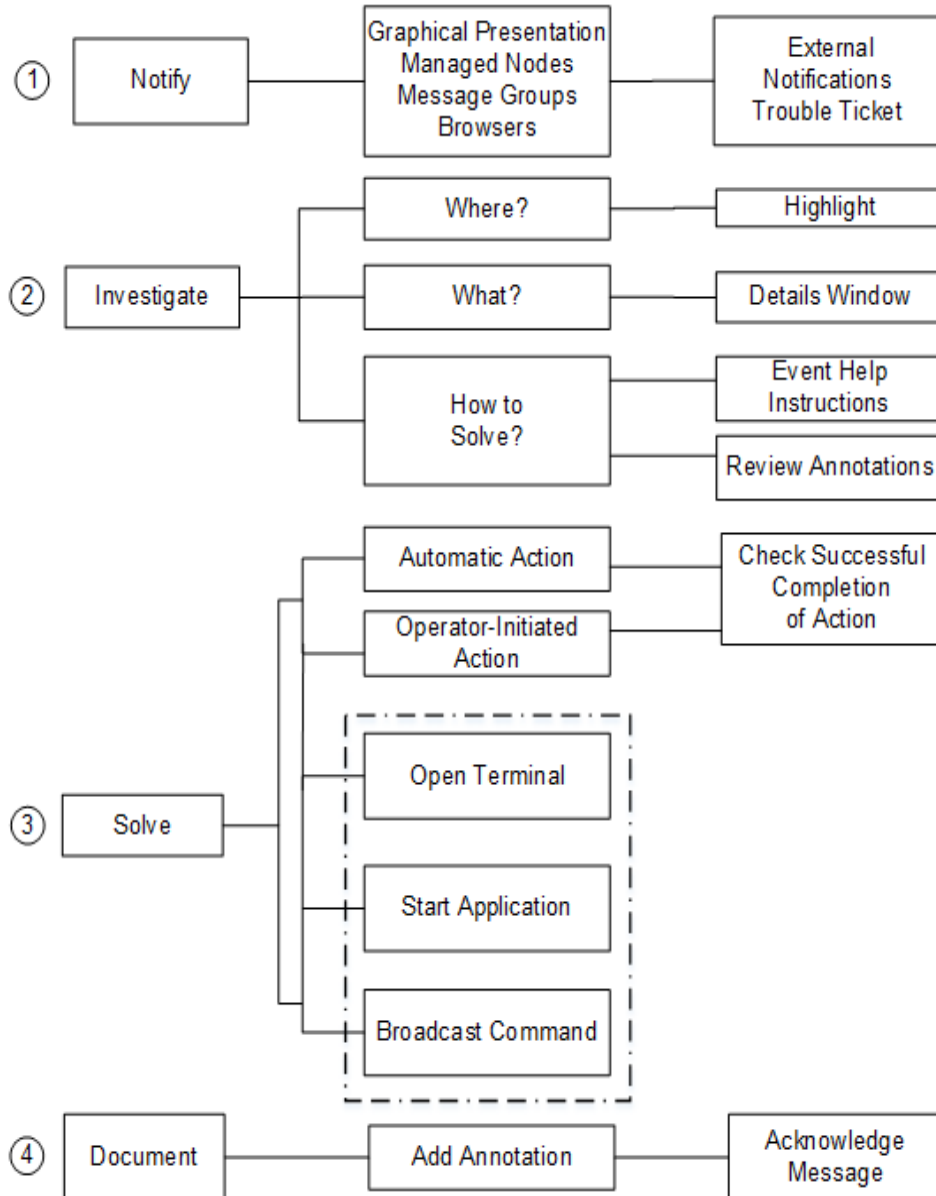 1
Notify
Graphical Presentation
Managed Nodes
Message Groups
Browsers
External
Notifications
Trouble Ticket
2
Investigate
Where?
Highlight
What?
Details Window
How to
Solve?
Event Help
Instructions
Review Annotations
3
Solve
Automatic Action
Operator-Initiated
Action
Check Successful
Completion
of Action
Open Terminal
Start Application
Broadcast Command
4
Document
Add Annotation
Acknowledge
Message